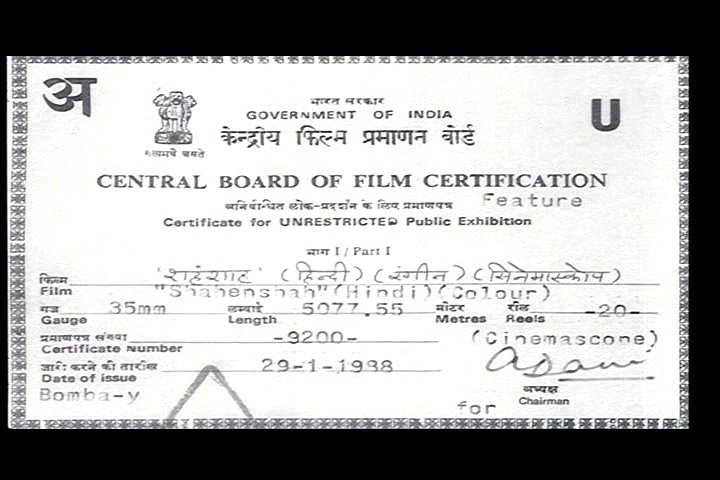 अ
U
भारत सरकार
GOVERNMENT OF INDIA
केन्द्रीय फिल्म प्रमाणन बोर्ड
सत्यमेव जयते
CENTRAL BOARD OF FILM CERTIFICATION
अनिर्बन्धित लोक-प्रदर्शन के लिए प्रमाणपत्र Feature
Certificate for UNRESTRICTED Public Exhibition
भाग I / Part I
फिल्म 'शहंशाह' (हिन्दी) (रंगीन) (सिनेमास्कोप)
Film "Shahenshah" (Hindi) (Colour)
गज 35mm लम्बाई 5077.55 मीटर रील -20-
Gauge Length Metres Reels
प्रमाणपत्र संख्या -9200- (Cinemascope)
Certificate Number
जारी करने की तारीख 29-1-1988
Date of issue
Bomba-y
अध्यक्ष
for Chairman